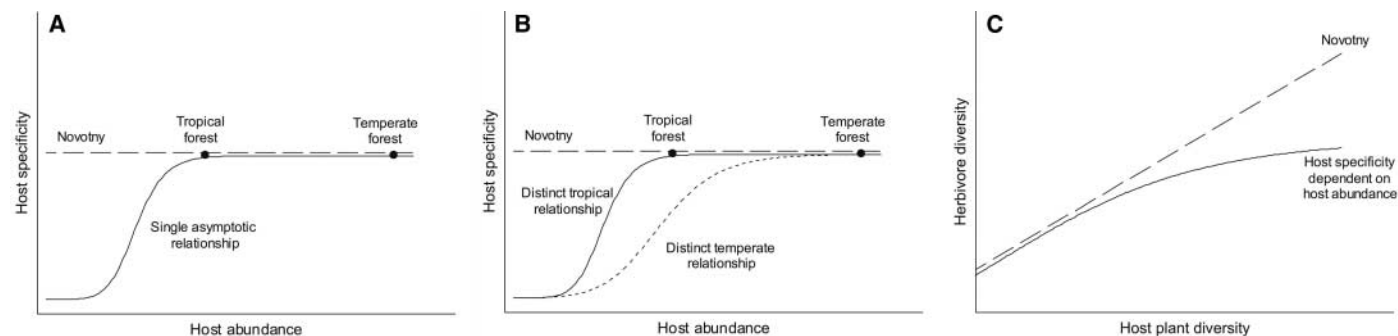 A
Host specificity
Novotny
Tropical
forest
Temperate
forest
Single asymptotic
relationship
Host abundance
B
Host specificity
Novotny
Tropical
forest
Temperate
forest
Distinct tropical
relationship
Distinct temperate
relationship
Host abundance
C
Herbivore diversity
Novotny
Host specificity
dependent on
host abundance
Host plant diversity